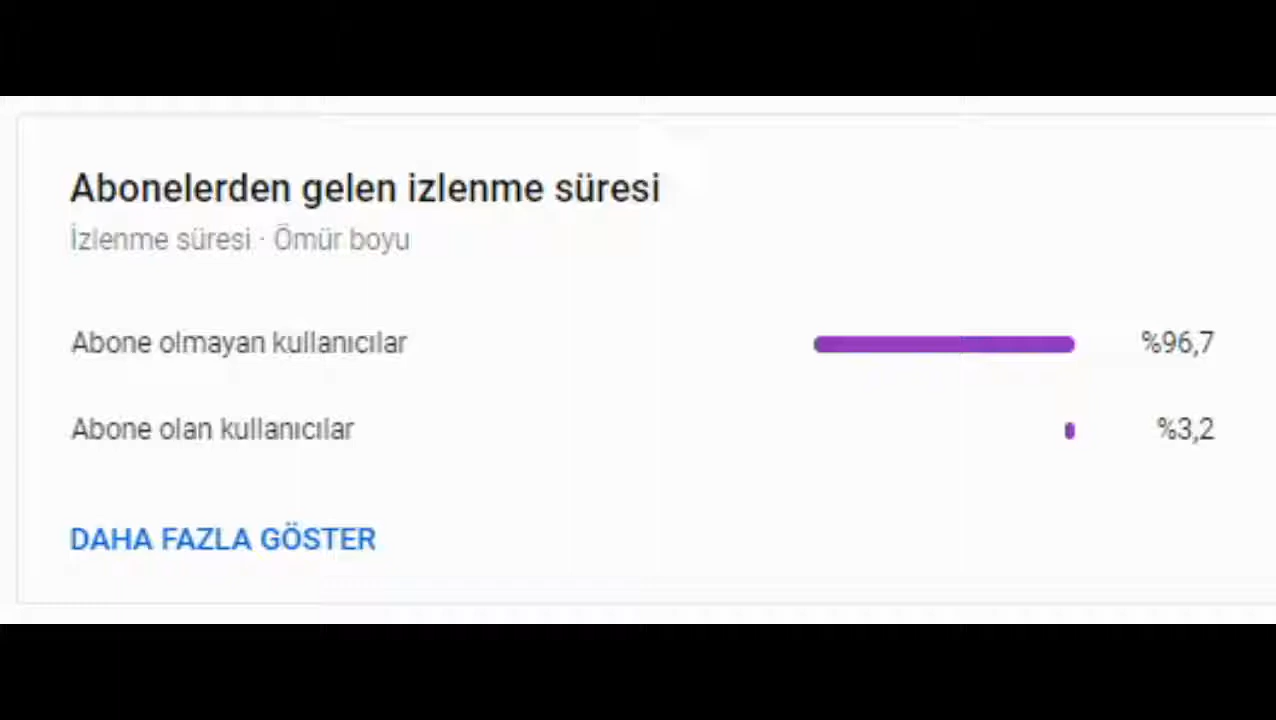 Abonelerden gelen izlenme süresi
İzlenme süresi · Ömür boyu
Abone olmayan kullanıcılar %96,7
Abone olan kullanıcılar %3,2
DAHA FAZLA GÖSTER